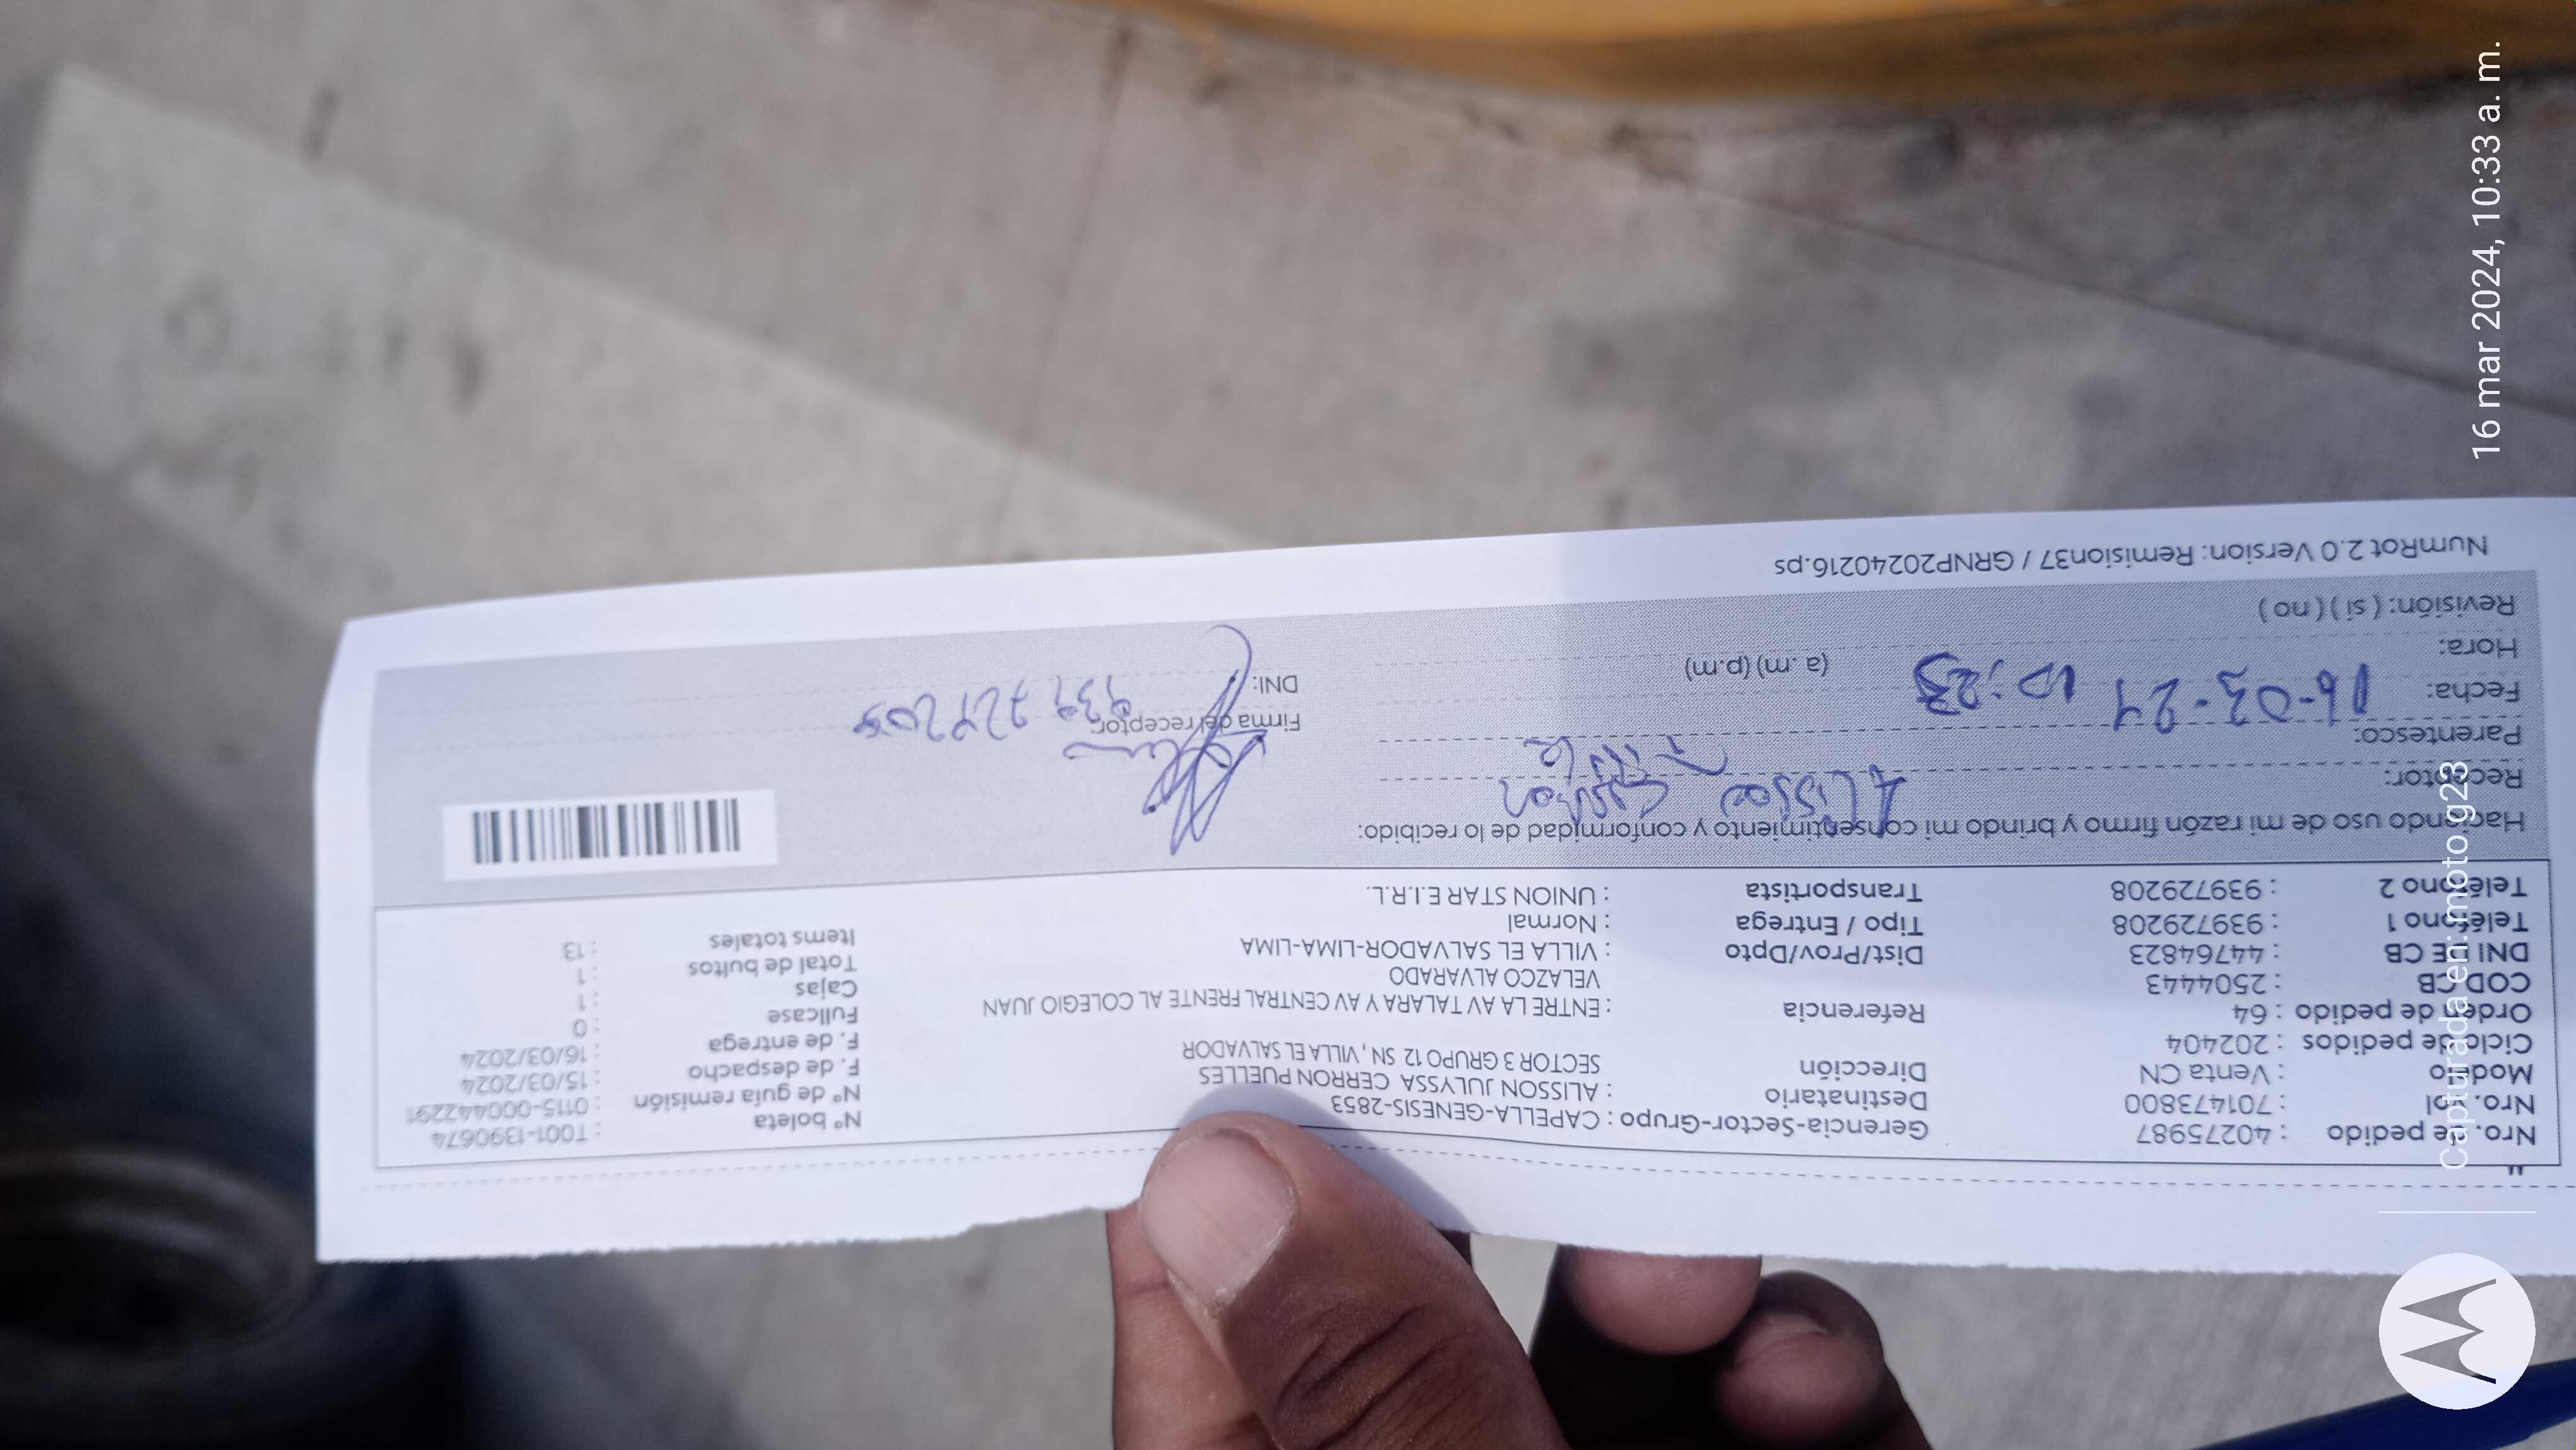 Nro. de pedido : 40275987
Nro. Sol : 701473800
Modelo : Venta CN
Ciclo de pedidos : 202404
Orden de pedido : 64
COD CB : 2504443
DNI DE CB : 44764823
Teléfono 1 : 939729208
Teléfono 2 : 939729208
Gerencia-Sector-Grupo : CAPELLA-GENESIS-2853
Destinatario : ALISSON JULYSSA CERRON PUELLES
Dirección SECTOR 3 GRUPO 12 SN, VILLA EL SALVADOR
Referencia : ENTRE LA AV TALARA Y AV CENTRAL FRENTE AL COLEGIO JUAN
VELAZCO ALVARADO
Dist/Prov/Dpto : VILLA EL SALVADOR-LIMA-LIMA
Tipo / Entrega : Normal
Transportista : UNION STAR E.I.R.L.
N° boleta : T001-1390674
N° de guía remisión : 0115-000442291
F. de despacho : 15/03/2024
F. de entrega : 16/03/2024
Fullcase : 0
Cajas : 1
Total de bultos : 1
Items totales : 13
Haciendo uso de mi razón firmo y brindo mi consentimiento y conformidad de lo recibido:
Receptor: Alisson Cerron
Parentesco:
Fecha: 16-03-24 10:23
Hora: (a .m) (p.m)
Revisión: ( si ) ( no )
Firma del receptor:
DNI:
NumRot 2.0 Version: Remision37 / GRNP20240216.ps
Capturada en: moto g23
16 mar 2024, 10:33 a. m.